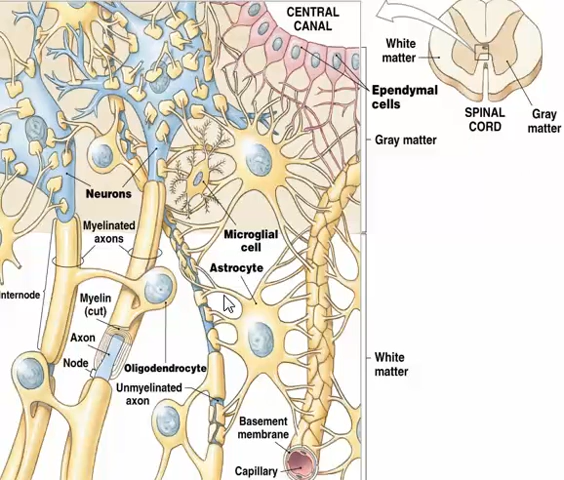 CENTRAL
CANAL
White
matter
Ependymal
cells
SPINAL
CORD
Gray
matter
Gray matter
Neurons
Myelinated
axons
Microglial
cell
Astrocyte
Internode
Myelin
(cut)
Axon
Node
Oligodendrocyte
Unmyelinated
axon
White
matter
Basement
membrane
Capillary